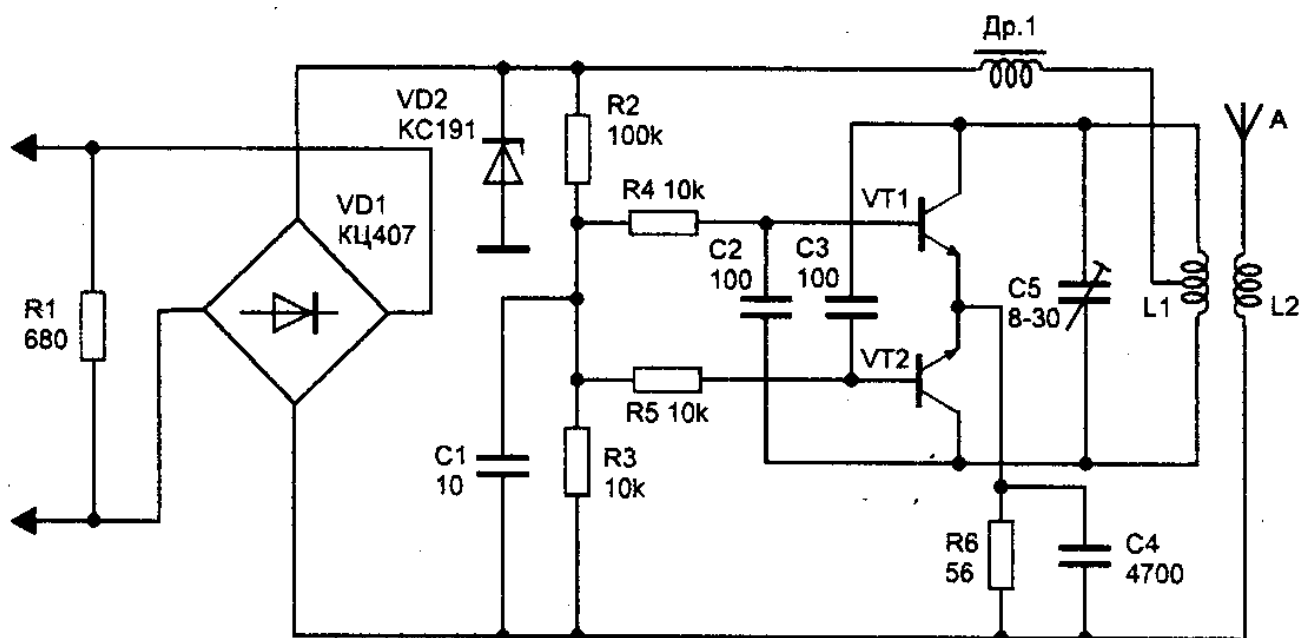 Др.1
VD2
КС191
R2
100k
A
R4 10k
VT1
VD1
КЦ407
C2
100
C3
100
C5
8-30
L1
L2
R1
680
VT2
R5 10k
C1
10
R3
10k
R6
56
C4
4700